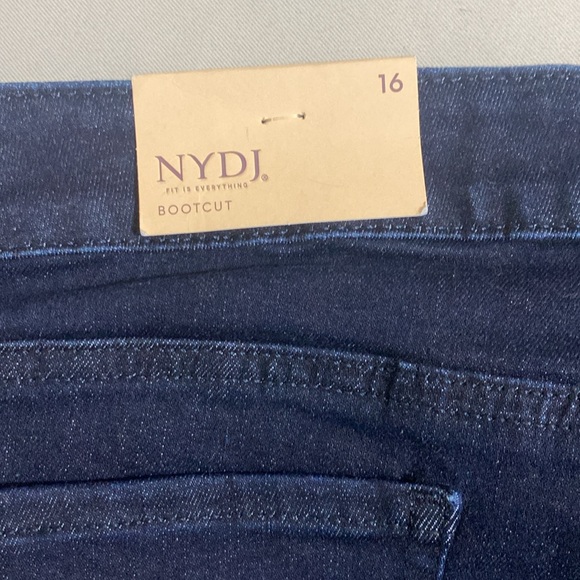 16
NYDJ®
FIT IS EVERYTHING
BOOTCUT